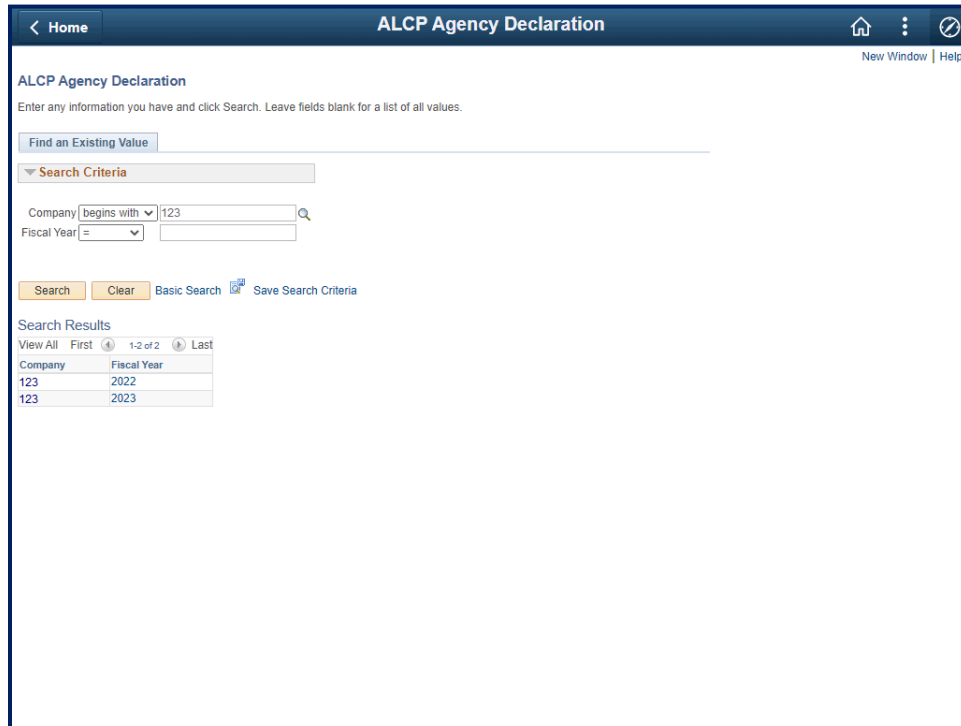 Home
ALCP Agency Declaration
New Window | Help
ALCP Agency Declaration
Enter any information you have and click Search. Leave fields blank for a list of all values.
Find an Existing Value
Search Criteria
Company begins with 123
Fiscal Year =
Search Clear Basic Search Save Search Criteria
Search Results
View All First 1-2 of 2 Last
Company Fiscal Year
123 2022
123 2023